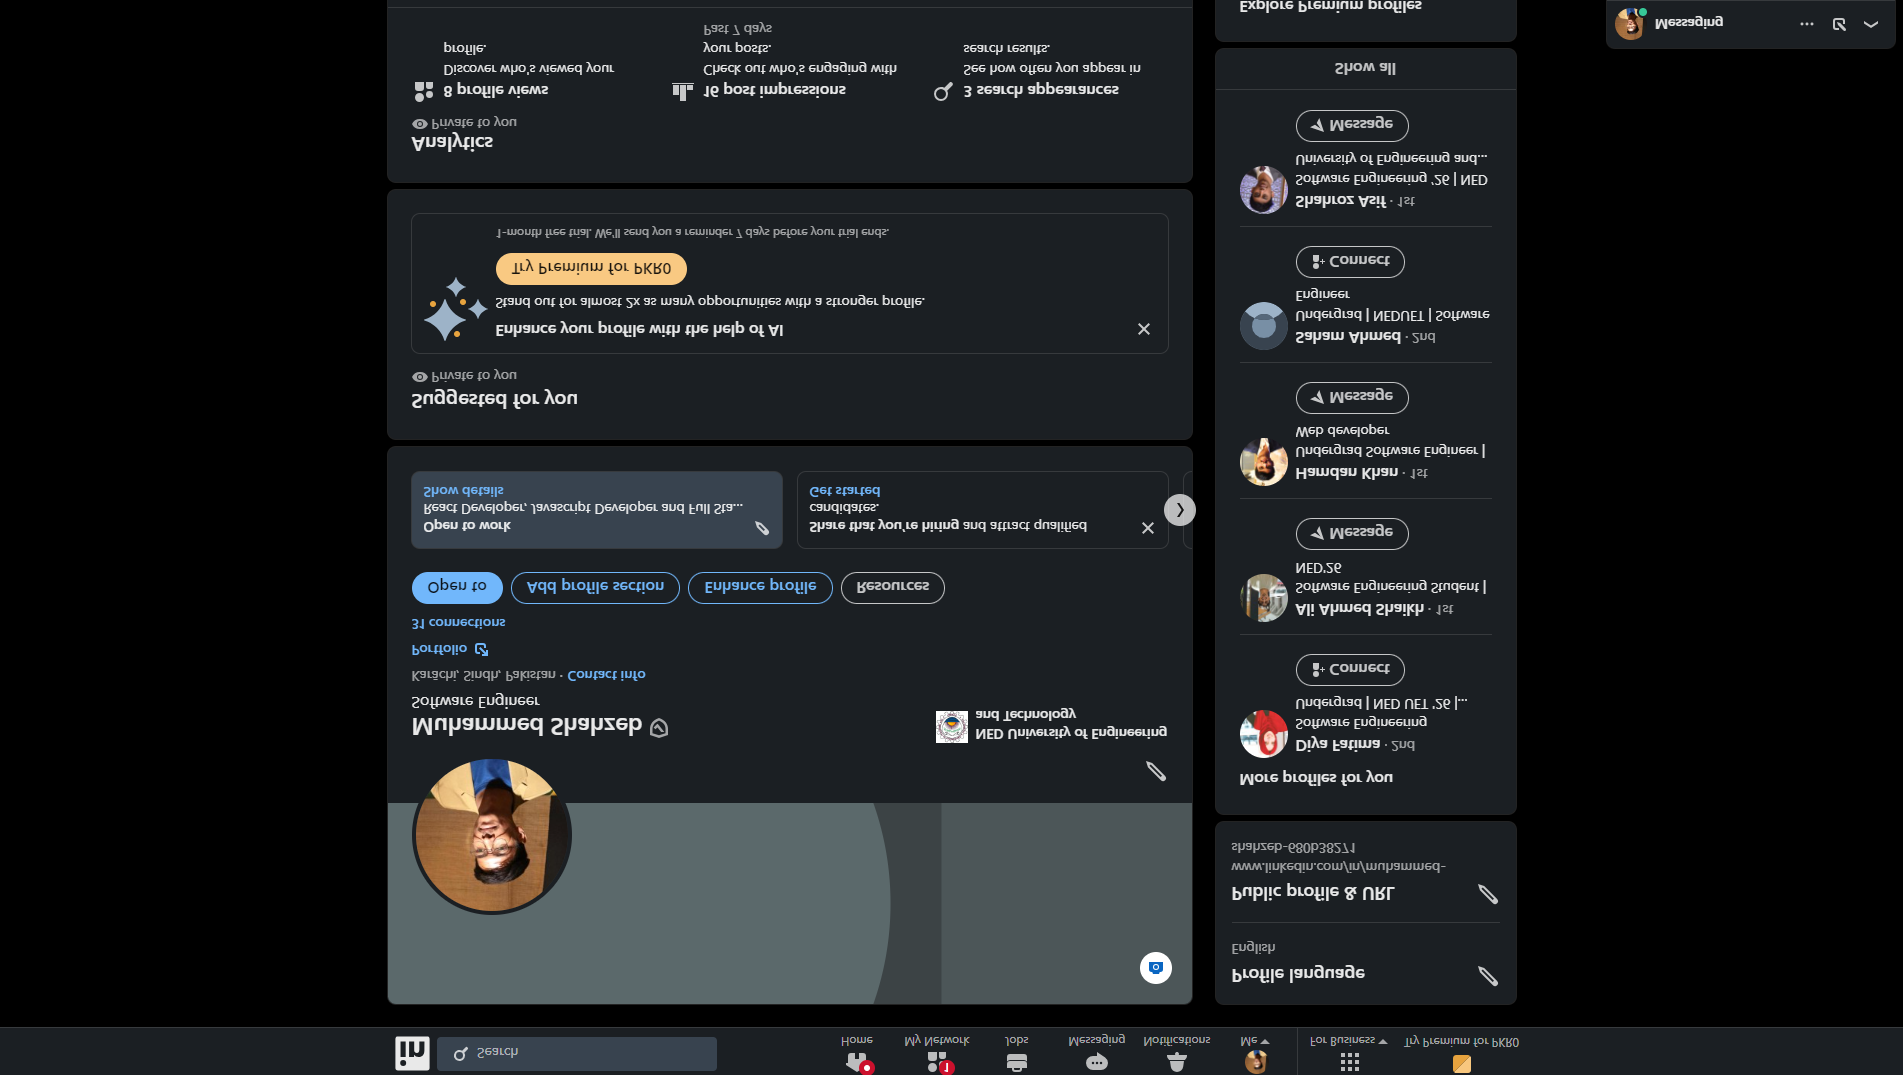 in
Search
Home
1
My Network
Jobs
Messaging
Notifications
Me
For Business
Try Premium for PKR0
Muhammed Shahzeb
Software Engineer
Karachi, Sindh, Pakistan · Contact info
Portfolio
31 connections
NED University of Engineering
and Technology
Open to
Add profile section
Enhance profile
Resources
Open to work
React Developer, Javascript Developer and Full Sta...
Show details
Share that you're hiring and attract qualified
candidates.
Get started
Suggested for you
Private to you
Enhance your profile with the help of AI
Stand out for almost 2x as many opportunities with a stronger profile.
Try Premium for PKR0
1-month free trial. We'll send you a reminder 7 days before your trial ends.
Analytics
Private to you
8 profile views
Discover who's viewed your
profile.
16 post impressions
Check out who's engaging with
your posts.
Past 7 days
3 search appearances
See how often you appear in
search results.
Profile language
English
Public profile & URL
www.linkedin.com/in/muhammed-
shahzeb-680b38271
More profiles for you
Diya Fatima · 2nd
Software Engineering
Undergrad | NED UET '26 |...
Connect
Ali Ahmed Shaikh · 1st
Software Engineering Student |
NED'26
Message
Hamdan Khan · 1st
Undergrad Software Engineer |
Web developer
Message
Saham Ahmed · 2nd
Undergrad | NEDUET | Software
Engineer
Connect
Shahroz Asif · 1st
Software Engineering '26 | NED
University of Engineering and...
Message
Show all
Explore Premium profiles
Messaging